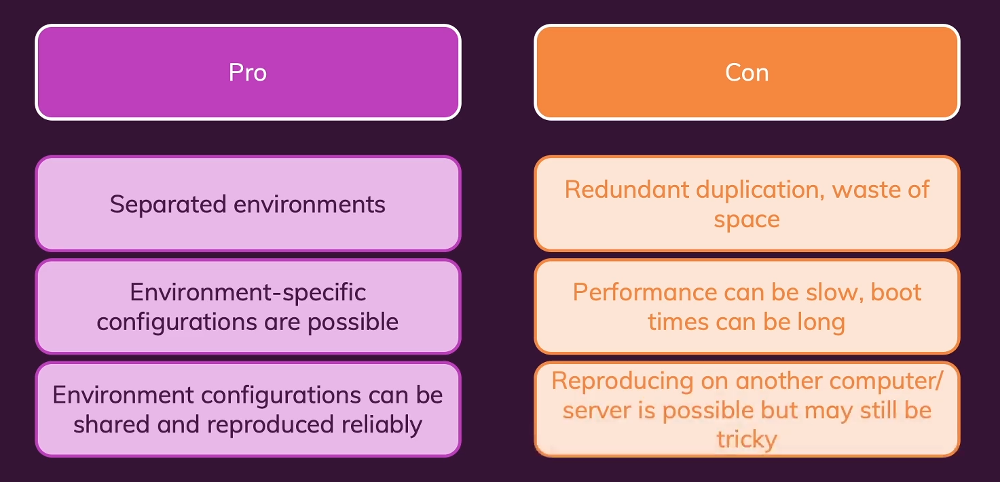 Pro
Separated environments
Environment-specific
configurations are possible
Environment configurations can be
shared and reproduced reliably
Con
Redundant duplication, waste of
space
Performance can be slow, boot
times can be long
Reproducing on another computer/
server is possible but may still be
tricky